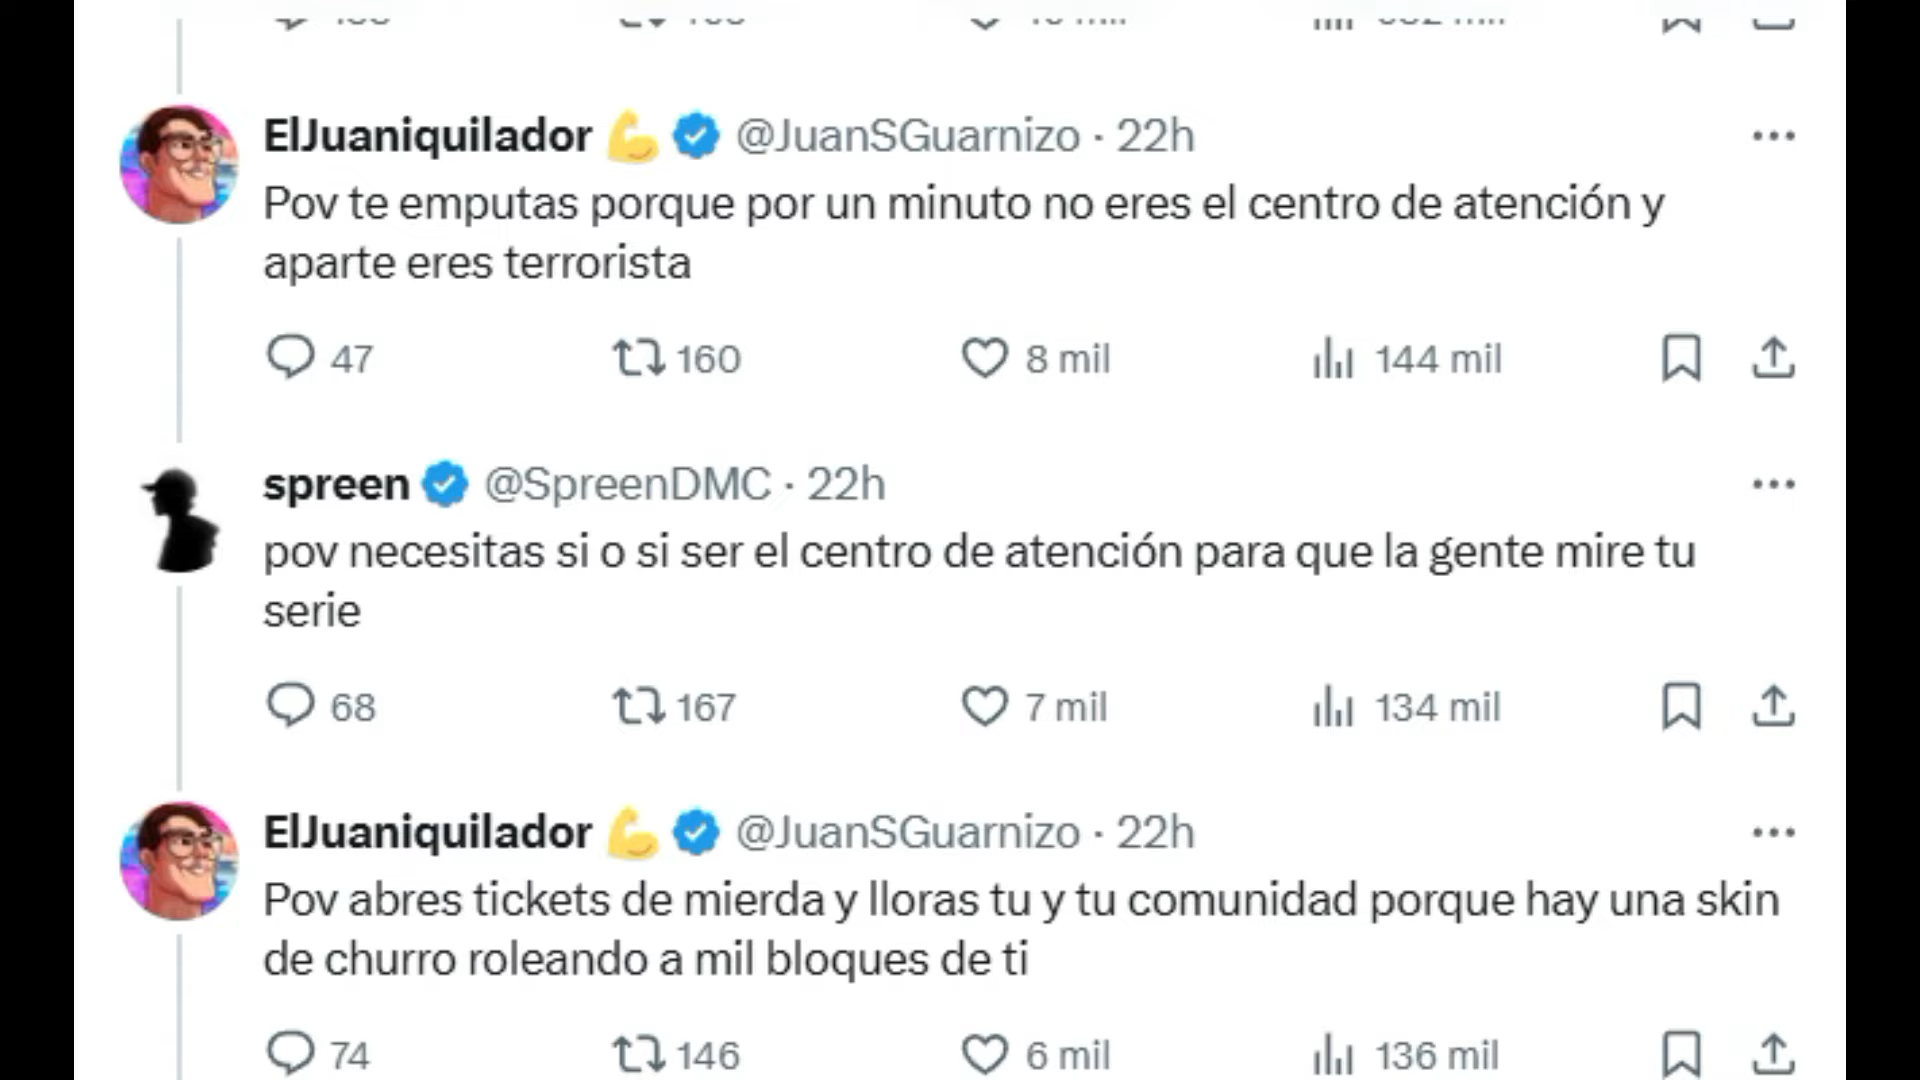 ElJuaniquilador 💪 @JuanSGuarnizo · 22h
Pov te emputas porque por un minuto no eres el centro de atención y
aparte eres terrorista
47 160 8 mil 144 mil
spreen @SpreenDMC · 22h
pov necesitas si o si ser el centro de atención para que la gente mire tu
serie
68 167 7 mil 134 mil
ElJuaniquilador 💪 @JuanSGuarnizo · 22h
Pov abres tickets de mierda y lloras tu y tu comunidad porque hay una skin
de churro roleando a mil bloques de ti
74 146 6 mil 136 mil